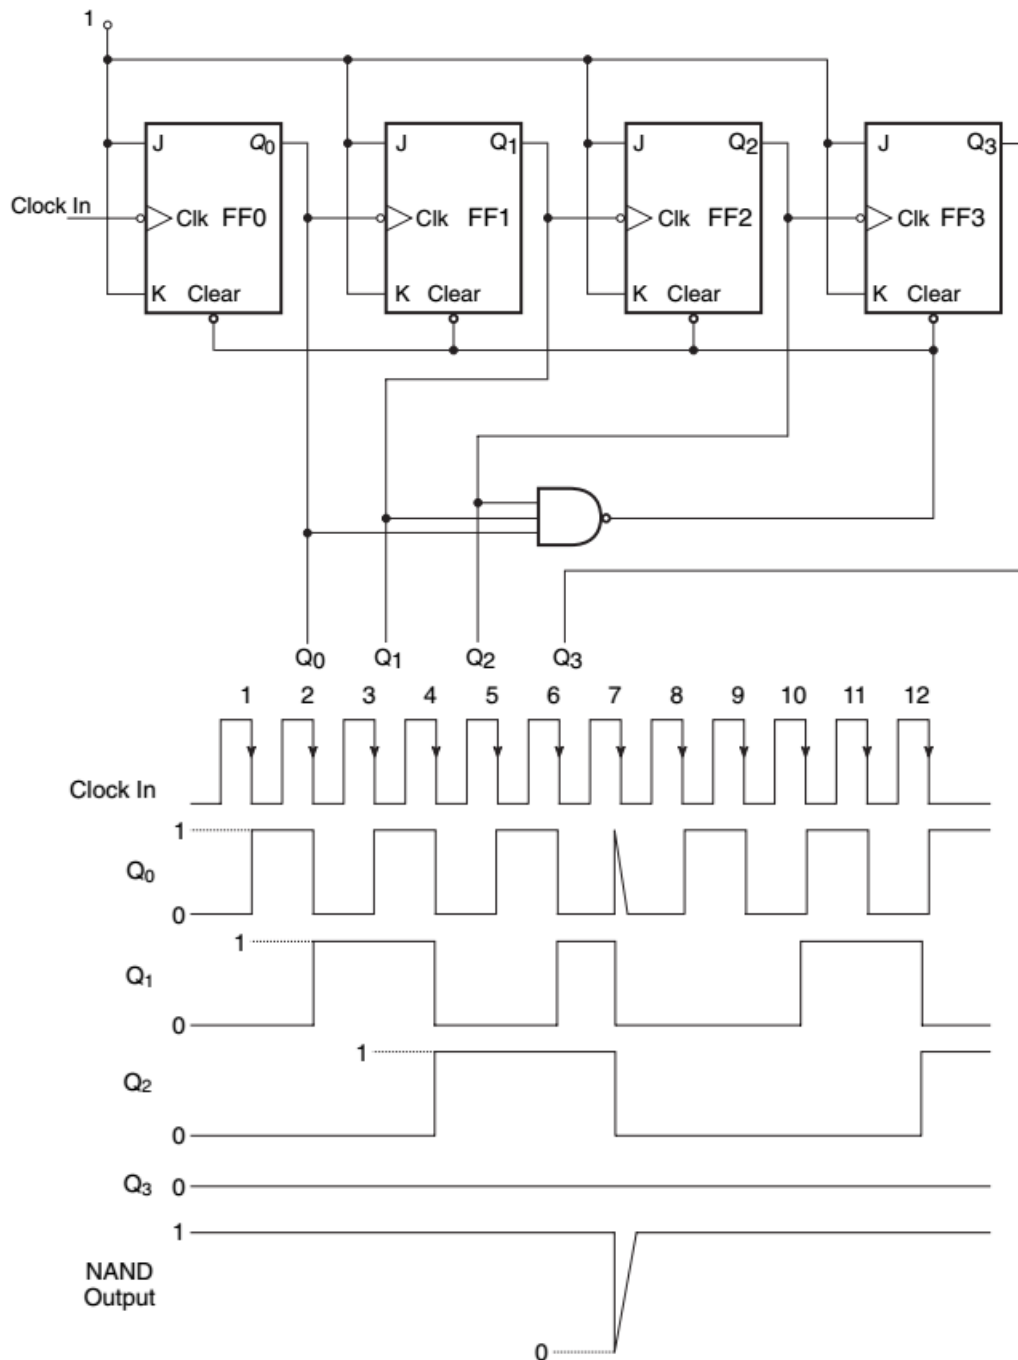 1
J Q0 J Q1 J Q2 J Q3
Clock In Clk FF0 Clk FF1 Clk FF2 Clk FF3
K Clear K Clear K Clear K Clear
Q0 Q1 Q2 Q3
1 2 3 4 5 6 7 8 9 10 11 12
Clock In
1
Q0
0
1
Q1
0
1
Q2
0
Q3 0
1
NAND
Output
0